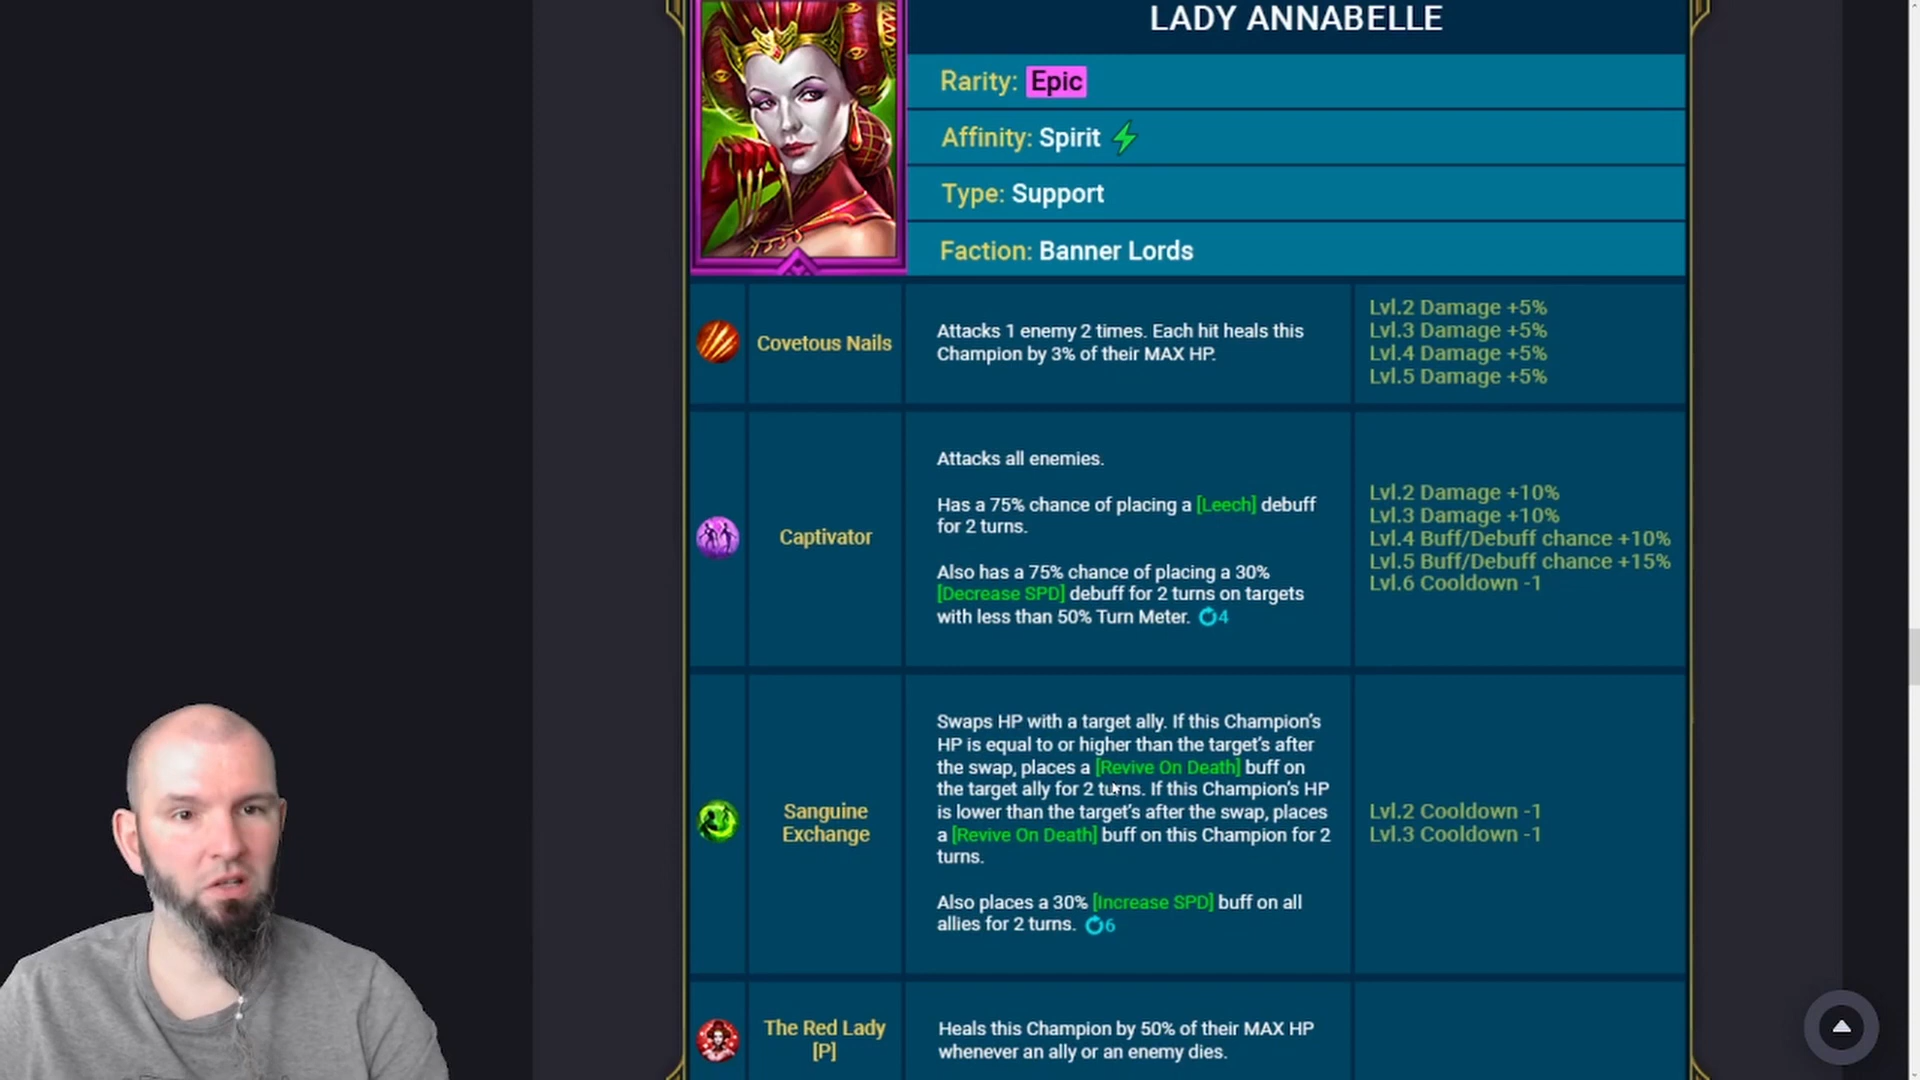 LADY ANNABELLE
Rarity: Epic
Affinity: Spirit
Type: Support
Faction: Banner Lords
Covetous Nails
Attacks 1 enemy 2 times. Each hit heals this
Champion by 3% of their MAX HP.
Lvl.2 Damage +5%
Lvl.3 Damage +5%
Lvl.4 Damage +5%
Lvl.5 Damage +5%
Captivator
Attacks all enemies.
Has a 75% chance of placing a [Leech] debuff
for 2 turns.
Also has a 75% chance of placing a 30%
[Decrease SPD] debuff for 2 turns on targets
with less than 50% Turn Meter. 4
Lvl.2 Damage +10%
Lvl.3 Damage +10%
Lvl.4 Buff/Debuff chance +10%
Lvl.5 Buff/Debuff chance +15%
Lvl.6 Cooldown -1
Sanguine
Exchange
Swaps HP with a target ally. If this Champion's
HP is equal to or higher than the target's after
the swap, places a [Revive On Death] buff on
the target ally for 2 turns. If this Champion's HP
is lower than the target's after the swap, places
a [Revive On Death] buff on this Champion for 2
turns.
Also places a 30% [Increase SPD] buff on all
allies for 2 turns. 6
Lvl.2 Cooldown -1
Lvl.3 Cooldown -1
The Red Lady
[P]
Heals this Champion by 50% of their MAX HP
whenever an ally or an enemy dies.